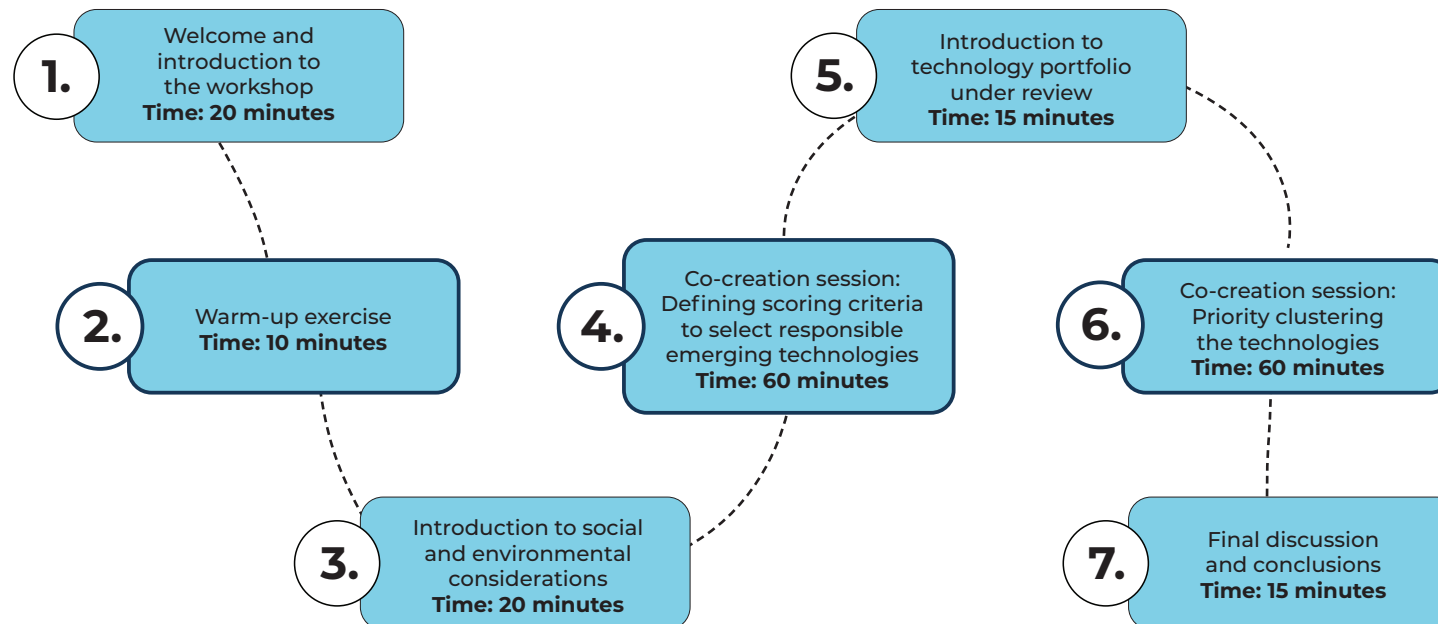 1.
Welcome and
introduction to
the workshop
Time: 20 minutes
2.
Warm-up exercise
Time: 10 minutes
3.
Introduction to social
and environmental
considerations
Time: 20 minutes
4.
Co-creation session:
Defining scoring criteria
to select responsible
emerging technologies
Time: 60 minutes
5.
Introduction to
technology portfolio
under review
Time: 15 minutes
6.
Co-creation session:
Priority clustering
the technologies
Time: 60 minutes
7.
Final discussion
and conclusions
Time: 15 minutes